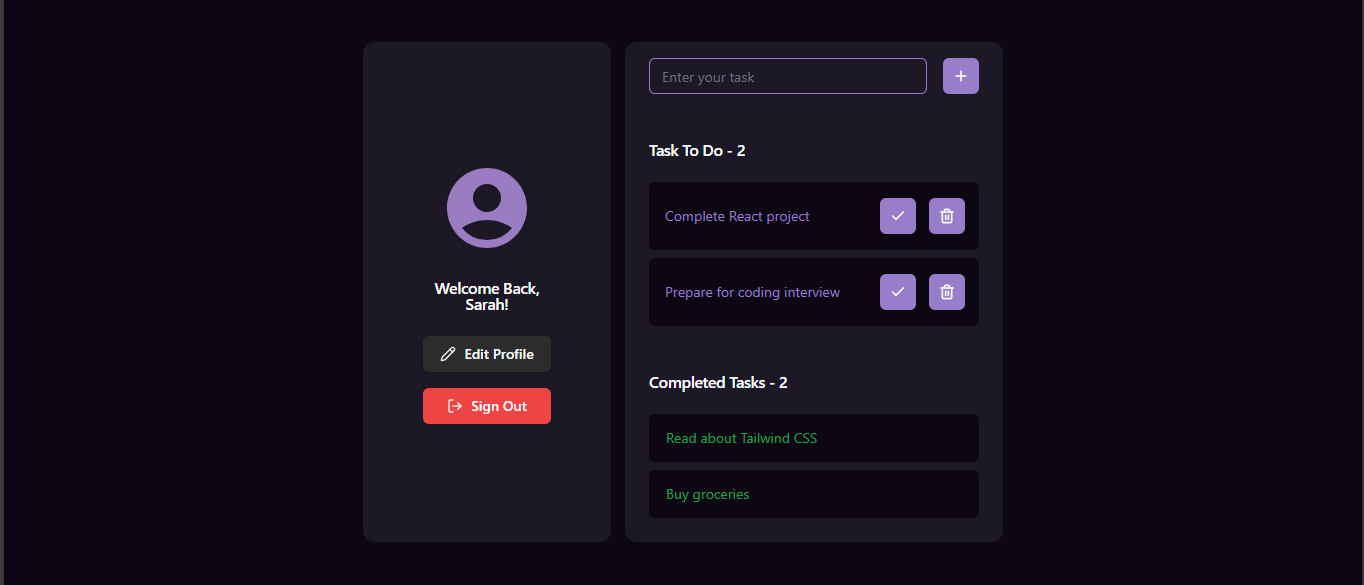 Welcome Back,
Sarah!
Edit Profile
Sign Out
Enter your task
Task To Do - 2
Complete React project
Prepare for coding interview
Completed Tasks - 2
Read about Tailwind CSS
Buy groceries